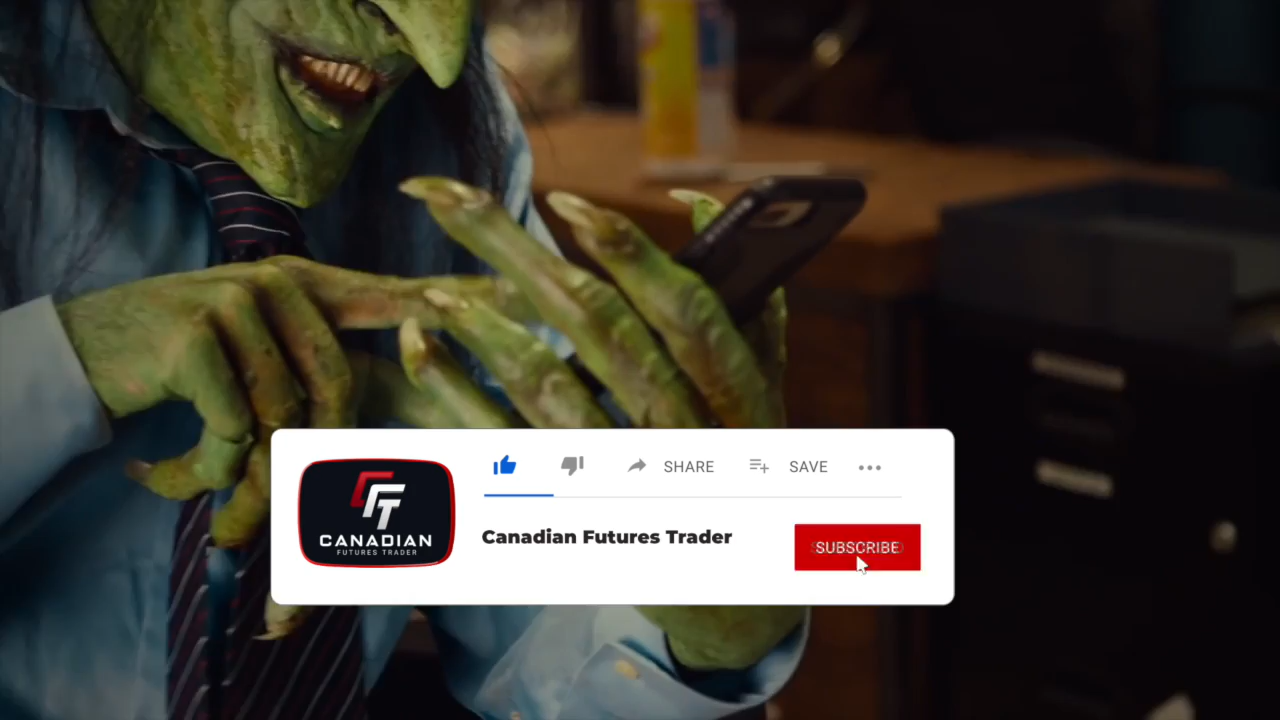 SHARE
SAVE
CANADIAN
FUTURES TRADER
Canadian Futures Trader
SUBSCRIBE